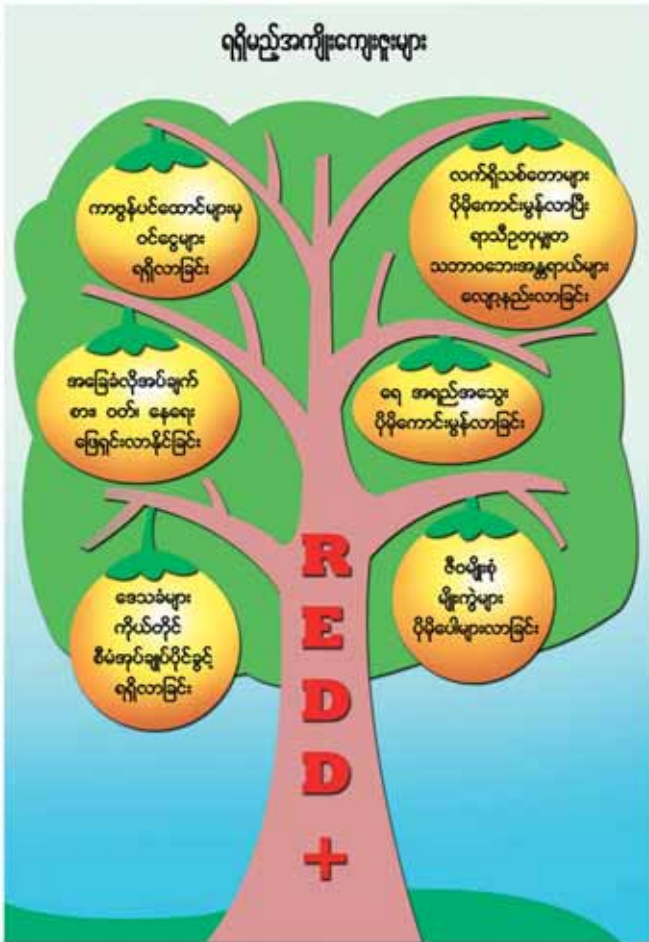 ရရှိမည့်အကျိုးကျေးဇူးများ
ကာဗွန်ပင်ထောင်များမှ
ဝင်ငွေများ
ရရှိလာခြင်း
လက်ရှိသစ်တောများ
ပိုမိုကောင်းမွန်လာပြီး
ရာသီဥတုမျှတ
သဘာဝဘေးအန္တရာယ်များ
လျော့နည်းလာခြင်း
အခြေခံလိုအပ်ချက်
စား၊ ဝတ်၊ နေရေး
ဖြေရှင်းလာနိုင်ခြင်း
ရေ အရည်အသွေး
ပိုမိုကောင်းမွန်လာခြင်း
ဒေသခံများ
ကိုယ်တိုင်
စီမံအုပ်ချုပ်ပိုင်ခွင့်
ရရှိလာခြင်း
ဇီဝမျိုးစုံ
မျိုးကွဲများ
ပိုမိုပေါများလာခြင်း
R
E
D
D
+